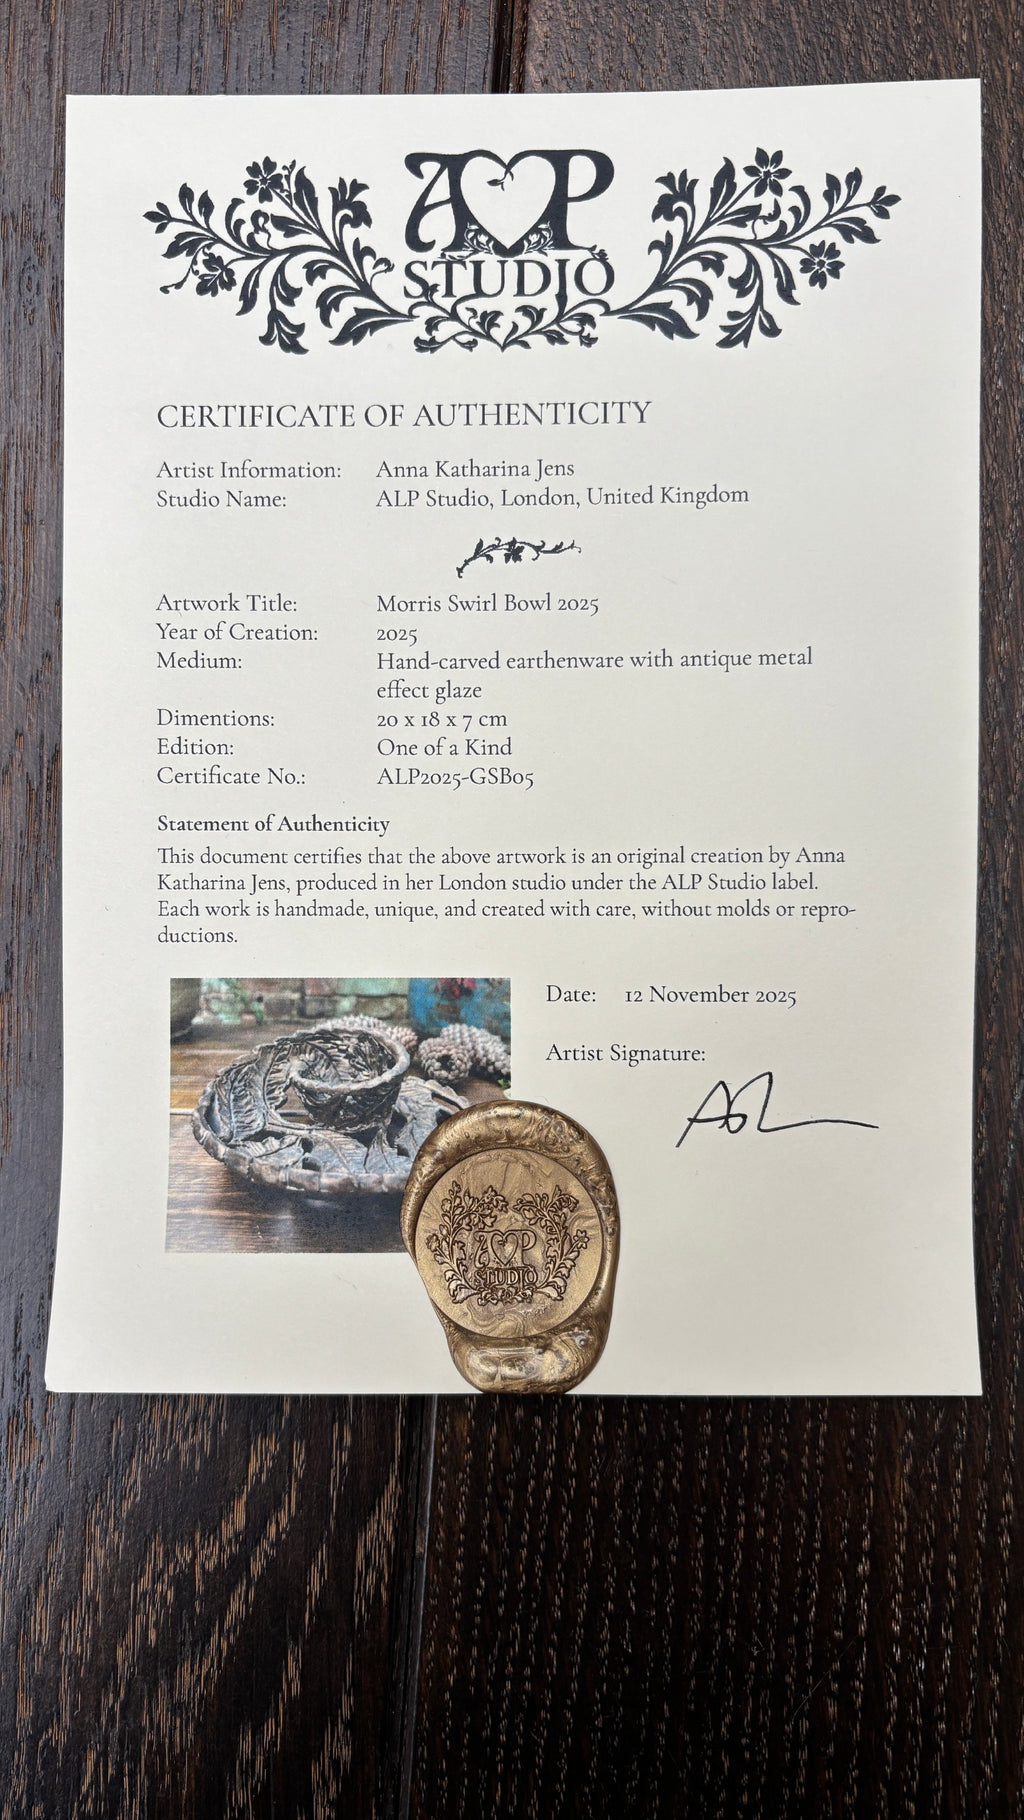 A P
STUDIO
CERTIFICATE OF AUTHENTICITY
Artist Information: Anna Katharina Jens
Studio Name: ALP Studio, London, United Kingdom
Artwork Title: Morris Swirl Bowl 2025
Year of Creation: 2025
Medium: Hand-carved earthenware with antique metal
effect glaze
Dimentions: 20 x 18 x 7 cm
Edition: One of a Kind
Certificate No.: ALP2025-GSB05
Statement of Authenticity
This document certifies that the above artwork is an original creation by Anna
Katharina Jens, produced in her London studio under the ALP Studio label.
Each work is handmade, unique, and created with care, without molds or repro-
ductions.
Date: 12 November 2025
Artist Signature:
A P
STUDIO